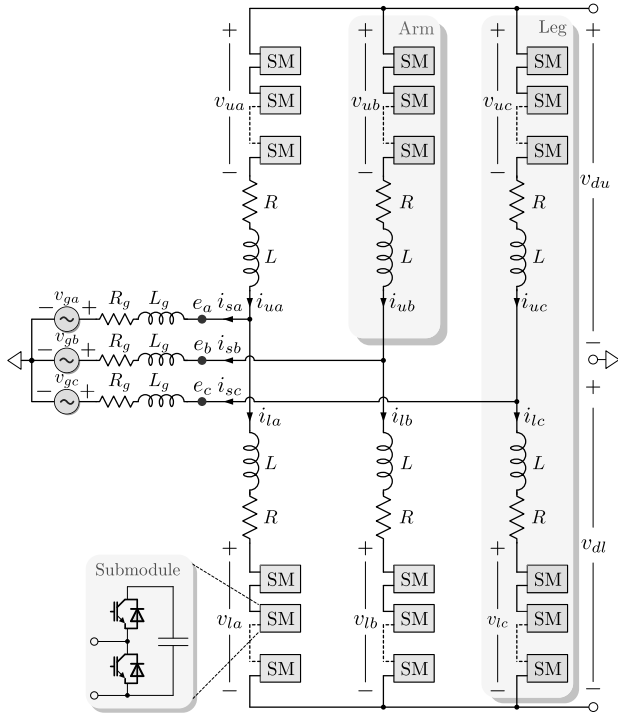 + + Arm + Leg +
SM SM SM
v_ua SM v_ub SM v_uc SM
SM SM SM
− − −
v_du
R R R
L L L
v_ga R_g L_g e_a i_sa i_ua i_ub i_uc
− +
v_gb R_g L_g e_b i_sb −
− +
v_gc R_g L_g e_c i_sc +
− +
i_la i_lb i_lc
L L L
R R R
v_dl
+ + +
Submodule SM SM SM
v_la SM v_lb SM v_lc SM
SM SM SM
− − − −